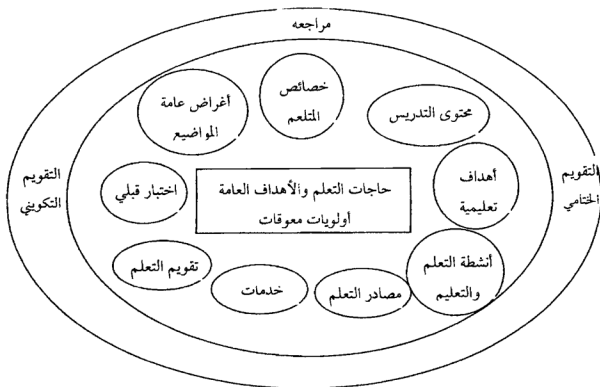 مراجعه
خصائص
المتلعم
أغراض عامة
المواضيع
محتوى التدريس
التقويم
التكويني
التقويم
الختامي
أهداف
تعليمية
اختبار قبلي
حاجات التعلم والأهداف العامة
أولويات معوقات
أنشطة التعلم
والتعليم
تقويم التعلم
خدمات
مصادر التعلم